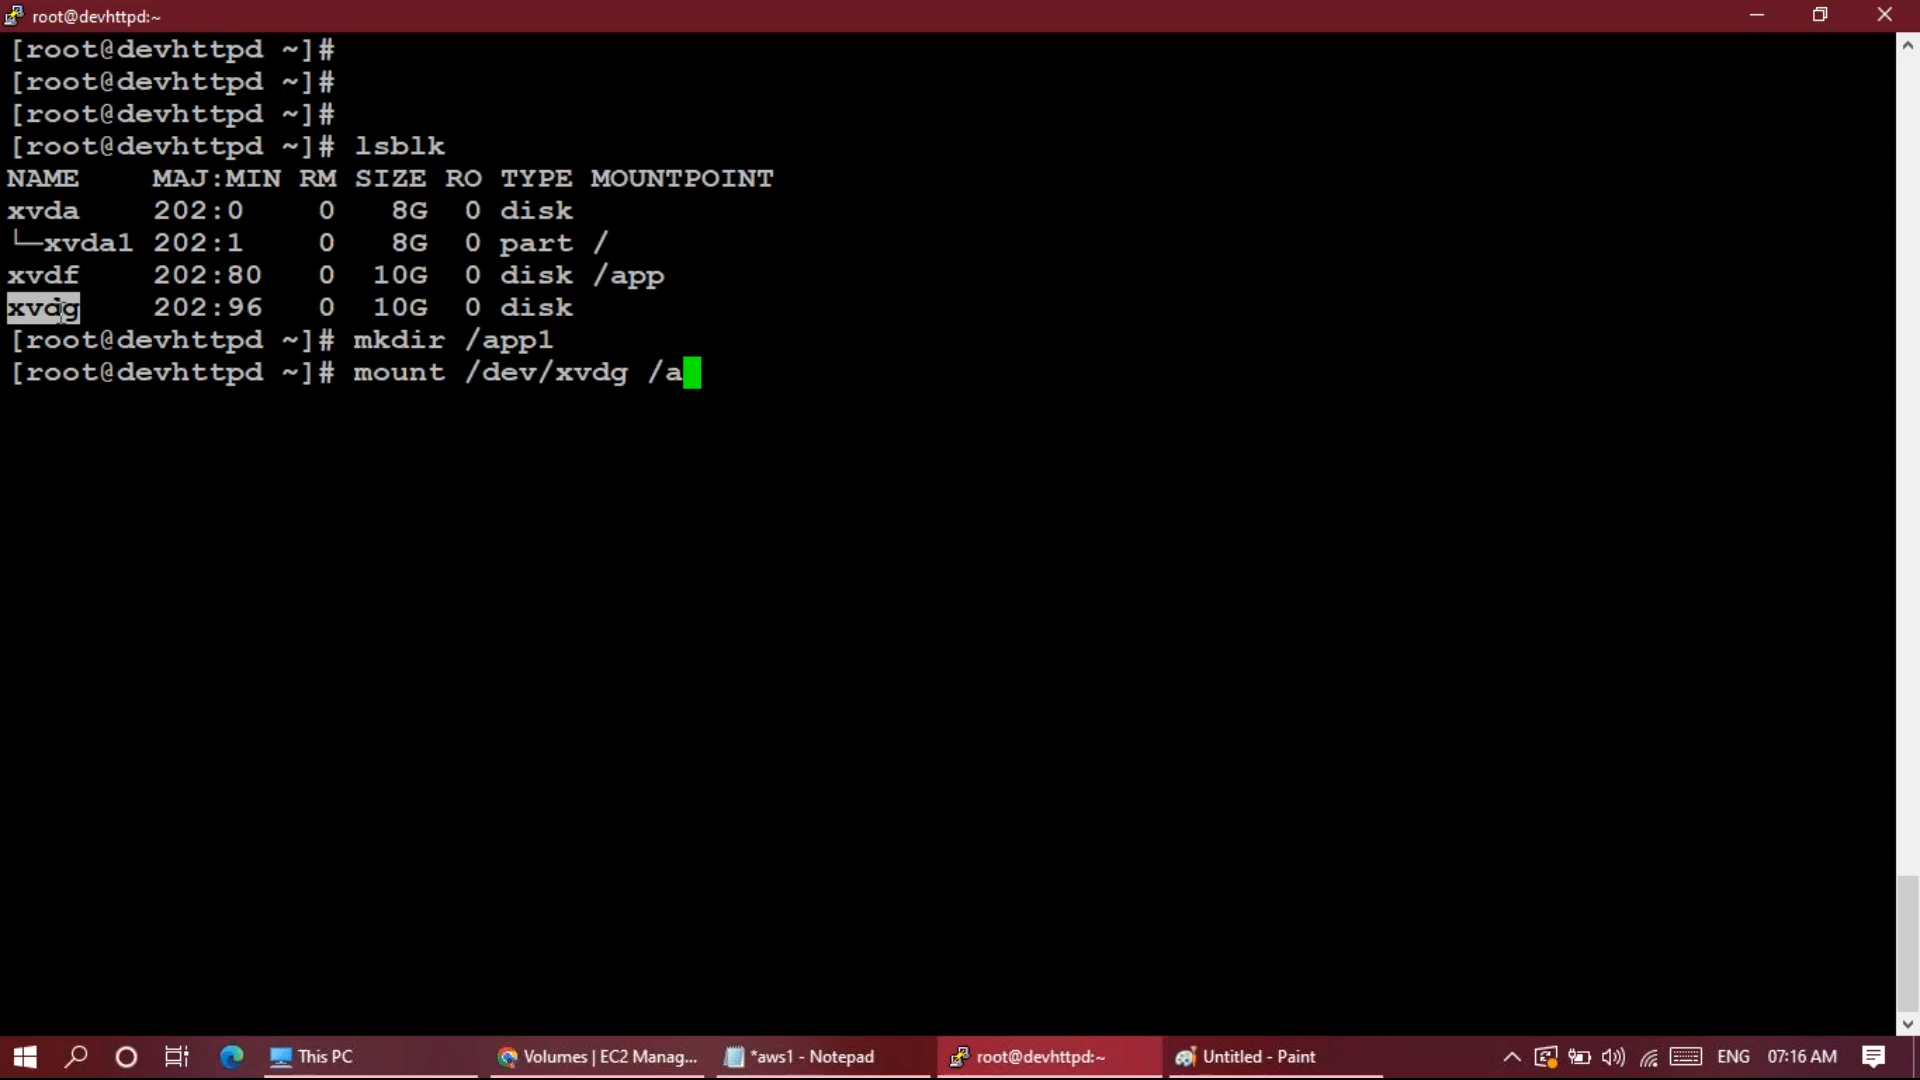 root@devhttpd:~
[root@devhttpd ~]#
[root@devhttpd ~]#
[root@devhttpd ~]#
[root@devhttpd ~]# lsblk
NAME    MAJ:MIN RM SIZE RO TYPE MOUNTPOINT
xvda    202:0    0   8G  0 disk
└─xvda1 202:1    0   8G  0 part /
xvdf    202:80   0  10G  0 disk /app
xvdg    202:96   0  10G  0 disk
[root@devhttpd ~]# mkdir /app1
[root@devhttpd ~]# mount /dev/xvdg /a
This PC
Volumes | EC2 Manag...
*aws1 - Notepad
root@devhttpd:~
Untitled - Paint
ENG
07:16 AM